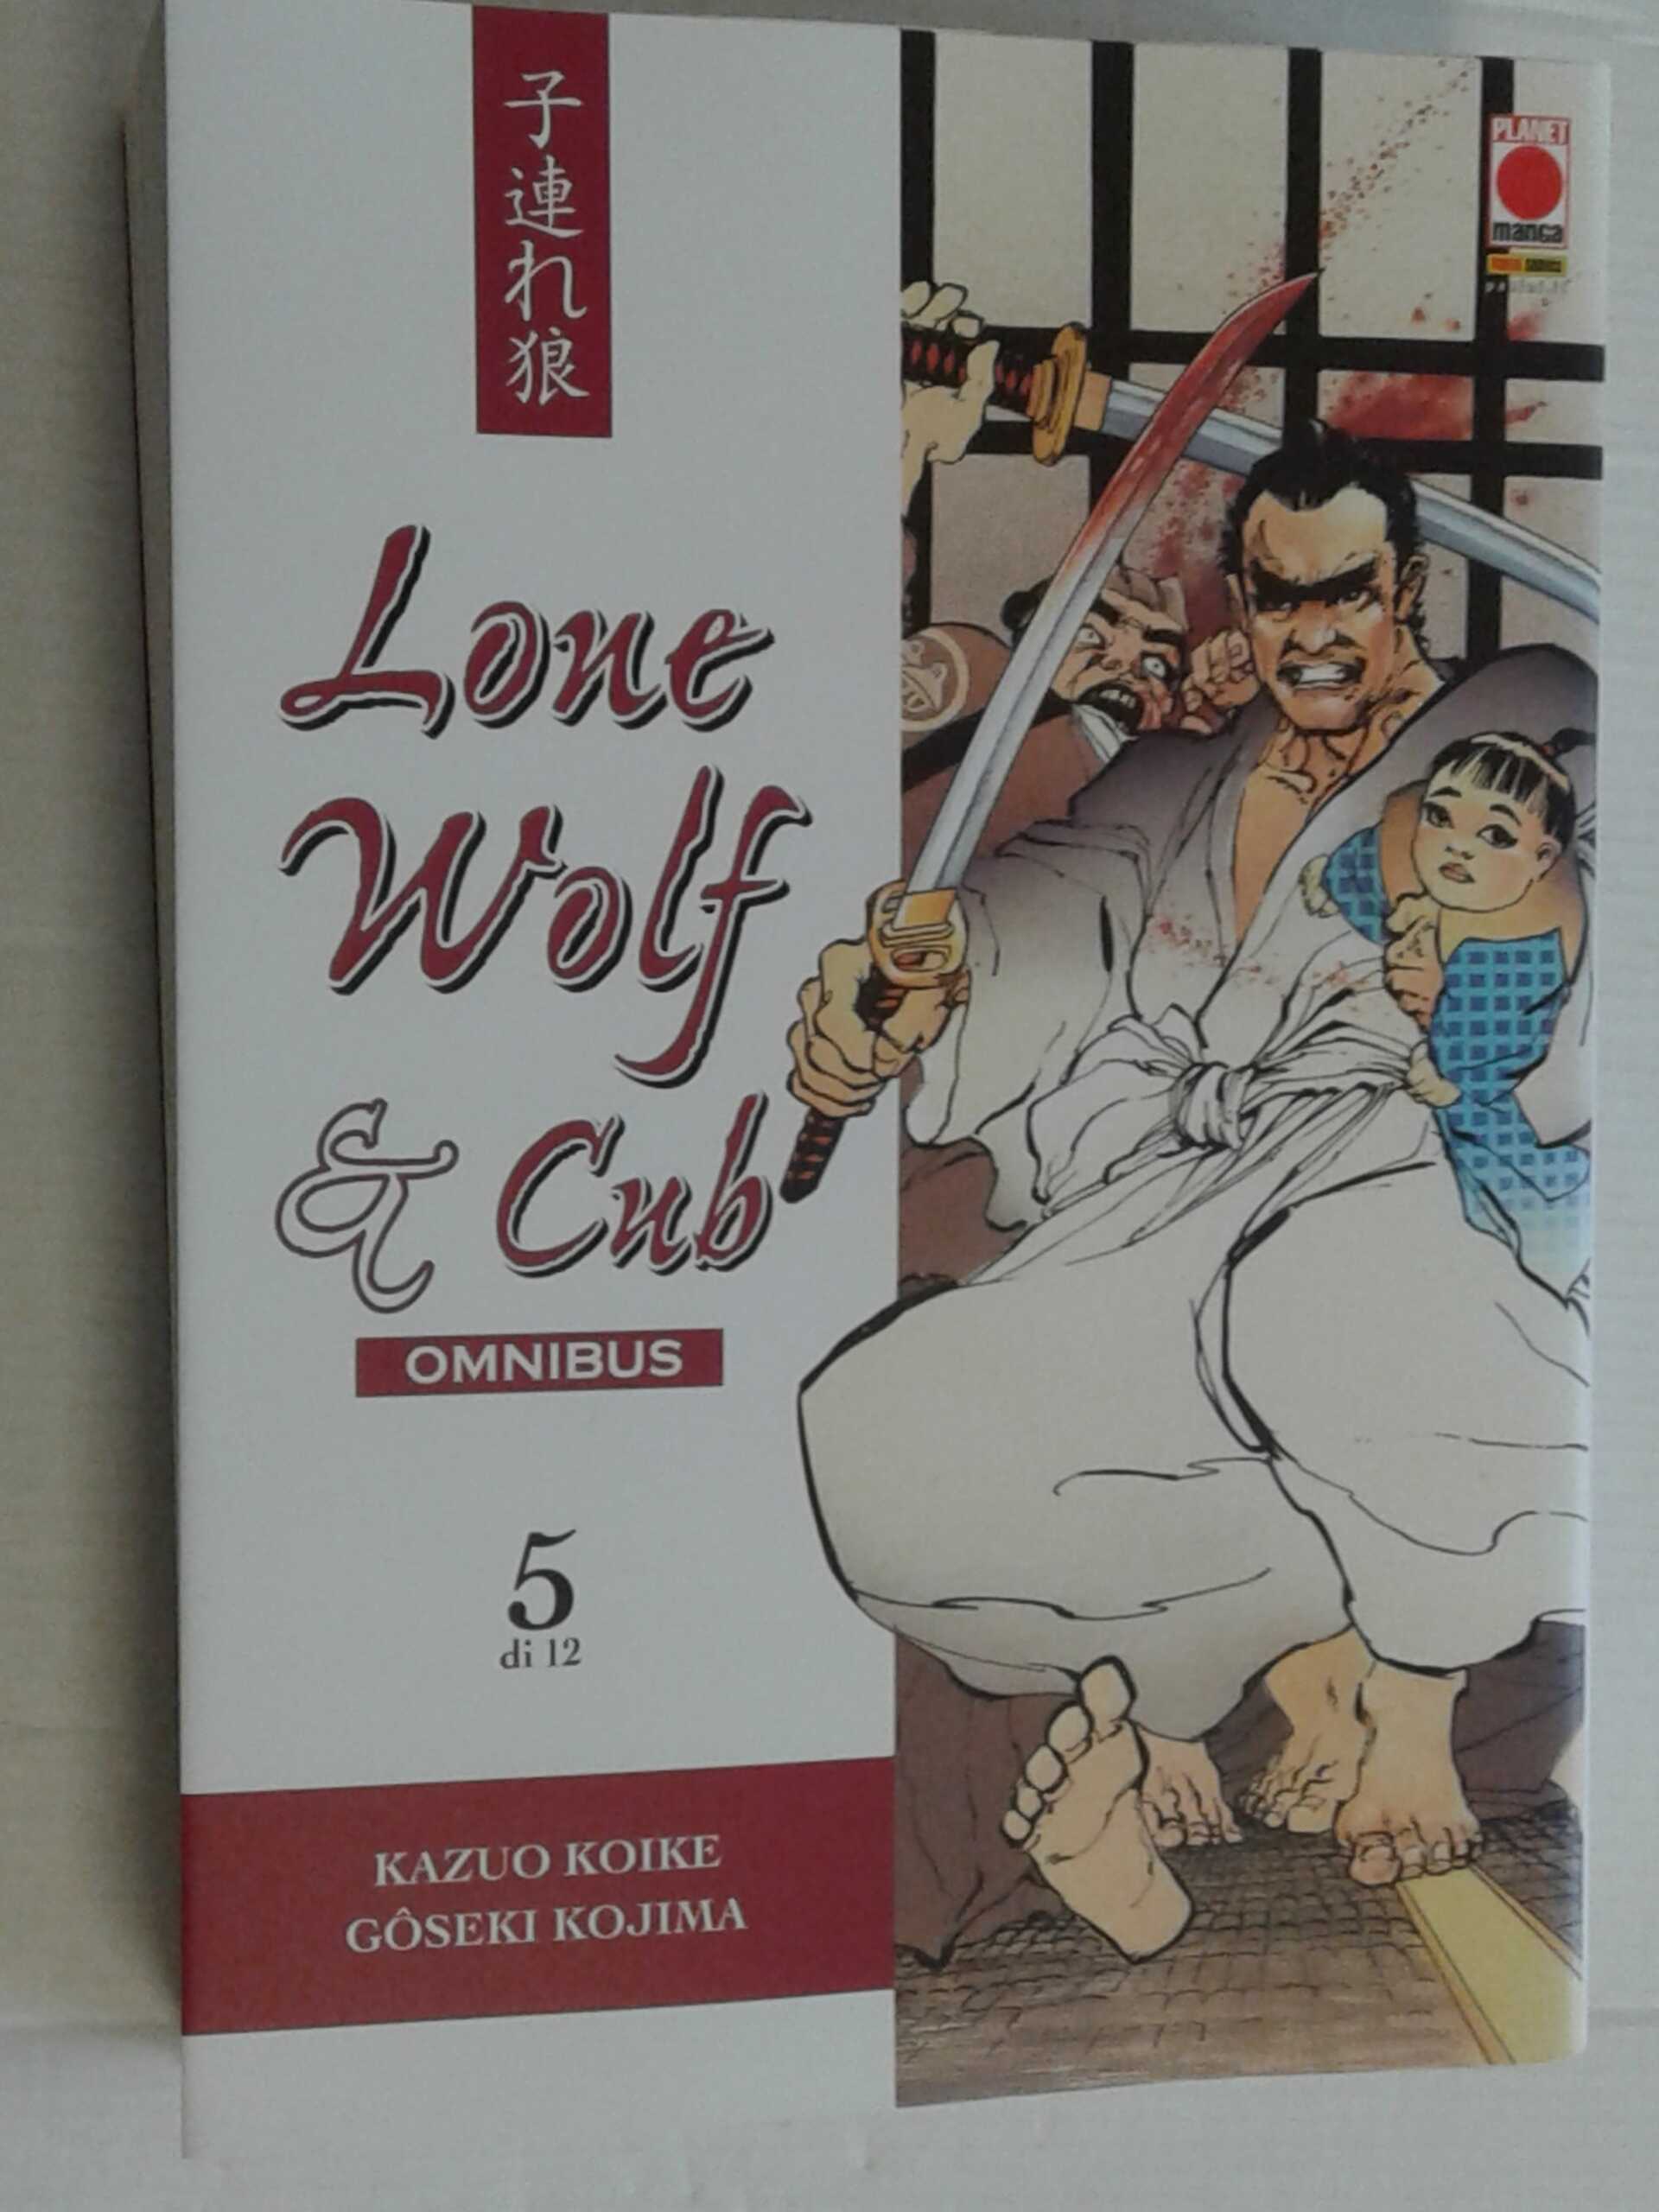 子連れ狼
PLANET
manga
Lone
Wolf
& Cub
OMNIBUS
5
di 12
KAZUO KOIKE
GÔSEKI KOJIMA